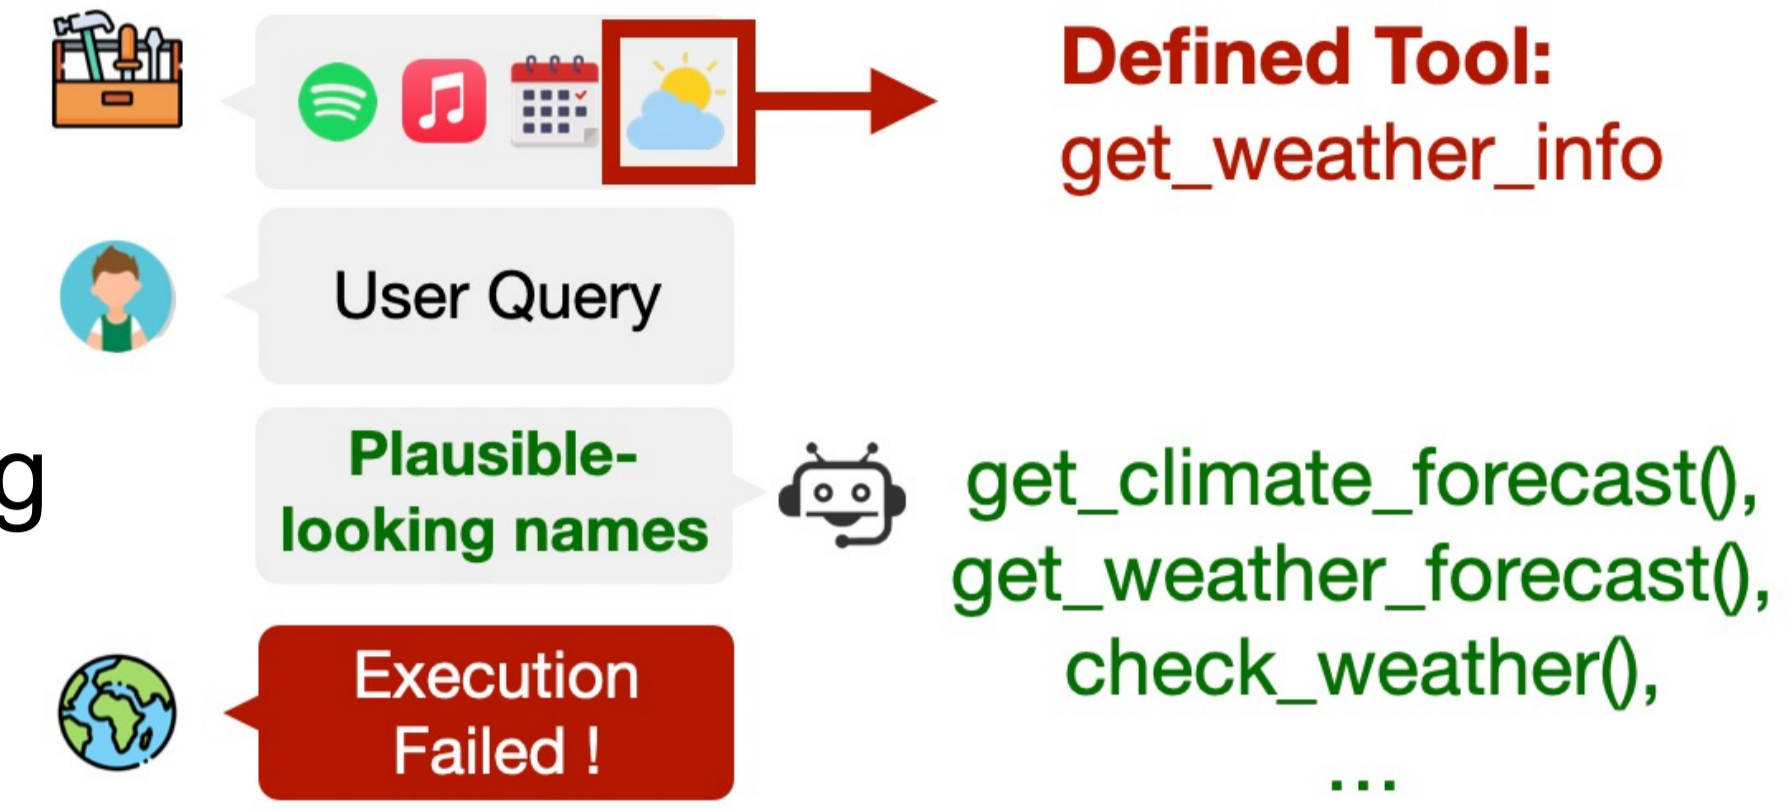 Defined Tool:
get_weather_info
User Query
g
Plausible-
looking names
get_climate_forecast(),
get_weather_forecast(),
check_weather(),
...
Execution
Failed !